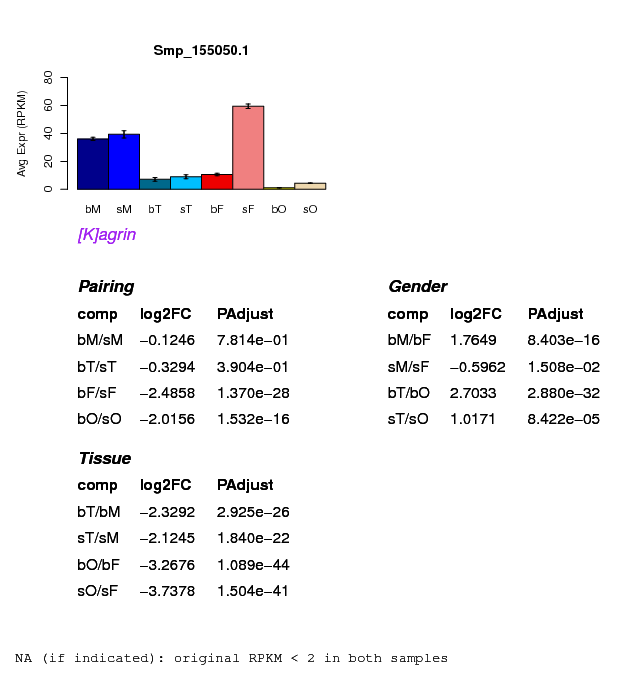 Smp_155050.1
Avg Expr (RPKM)
0 20 40 60 80
bM sM bT sT bF sF bO sO
[K]agrin
Pairing
comp log2FC PAdjust
bM/sM −0.1246 7.814e−01
bT/sT −0.3294 3.904e−01
bF/sF −2.4858 1.370e−28
bO/sO −2.0156 1.532e−16
Gender
comp log2FC PAdjust
bM/bF 1.7649 8.403e−16
sM/sF −0.5962 1.508e−02
bT/bO 2.7033 2.880e−32
sT/sO 1.0171 8.422e−05
Tissue
comp log2FC PAdjust
bT/bM −2.3292 2.925e−26
sT/sM −2.1245 1.840e−22
bO/bF −3.2676 1.089e−44
sO/sF −3.7378 1.504e−41
NA (if indicated): original RPKM < 2 in both samples